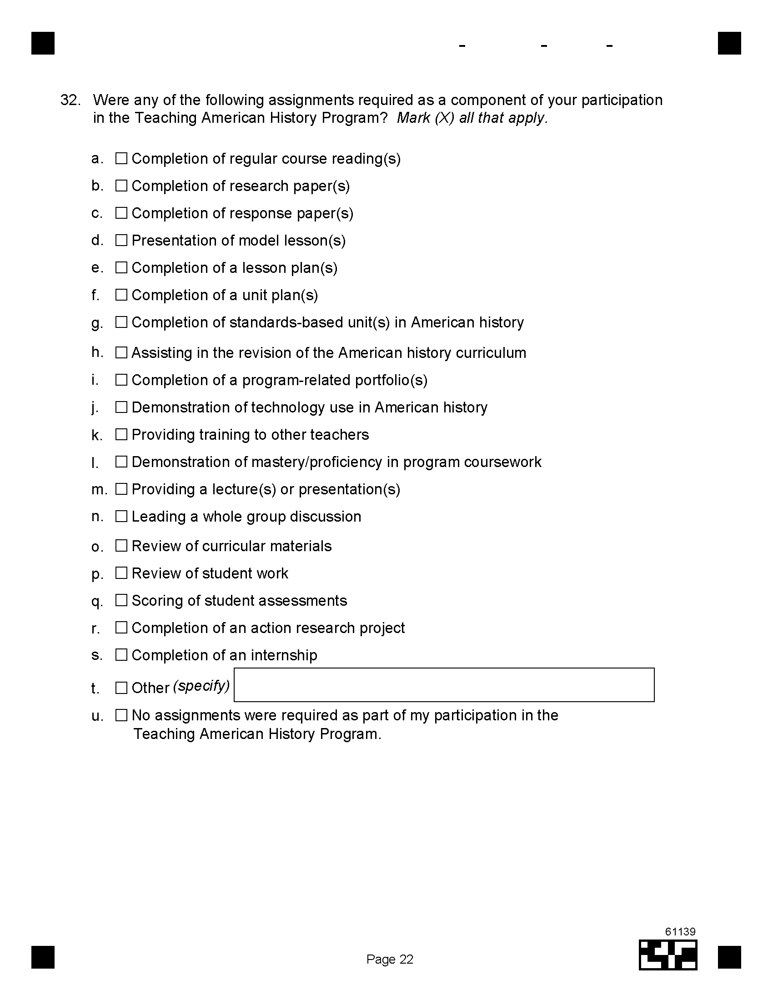 - - -
32. Were any of the following assignments required as a component of your participation
in the Teaching American History Program? Mark (X) all that apply.
a. Completion of regular course reading(s)
b. Completion of research paper(s)
c. Completion of response paper(s)
d. Presentation of model lesson(s)
e. Completion of a lesson plan(s)
f. Completion of a unit plan(s)
g. Completion of standards-based unit(s) in American history
h. Assisting in the revision of the American history curriculum
i. Completion of a program-related portfolio(s)
j. Demonstration of technology use in American history
k. Providing training to other teachers
l. Demonstration of mastery/proficiency in program coursework
m. Providing a lecture(s) or presentation(s)
n. Leading a whole group discussion
o. Review of curricular materials
p. Review of student work
q. Scoring of student assessments
r. Completion of an action research project
s. Completion of an internship
t. Other (specify)
u. No assignments were required as part of my participation in the
Teaching American History Program.
61139
Page 22